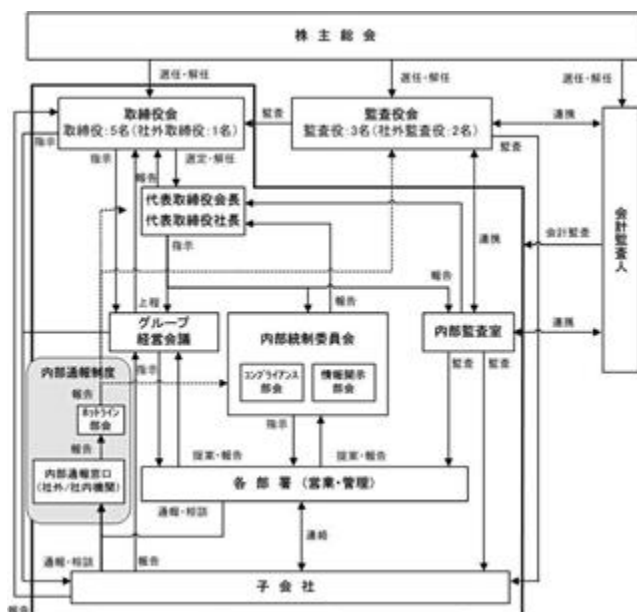 株主総会
選任・解任
選任・解任
選任・解任
取締役会
取締役:5名(社外取締役:1名)
監査
監査役会
監査役:3名(社外監査役:2名)
連携
監査
指示
指示
報告
選定・解任
代表取締役会長
代表取締役社長
指示
連携
会計監査
会計監査人
報告
上程
報告
グループ
経営会議
内部統制委員会
コンプライアンス
部会
情報開示
部会
内部監査室
連携
監査
監査
内部通報制度
指示
報告
ホットライン
部会
報告
指示
提案・報告
提案・報告
内部通報窓口
(社外/社内機関)
各部署(営業・管理)
通報・相談
連絡
通報・相談
報告
子会社
報告